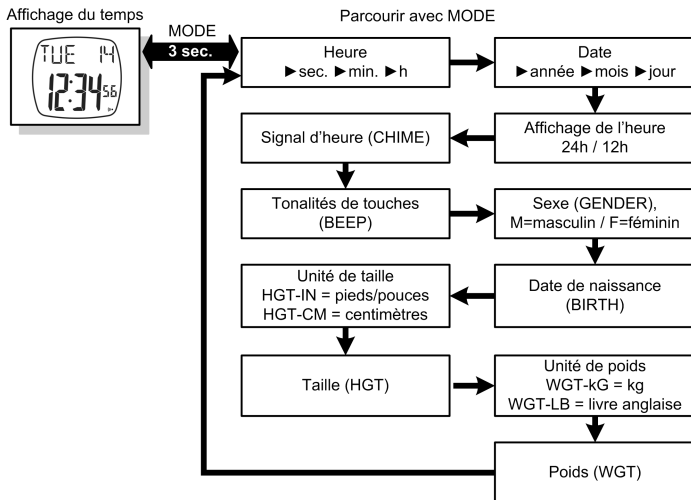 Affichage du temps
MODE
3 sec.
Parcourir avec MODE
TUE 14
12:34 56
Heure
►sec. ►min. ►h
Date
►année ►mois ►jour
Signal d’heure (CHIME)
Affichage de l’heure
24h / 12h
Tonalités de touches
(BEEP)
Sexe (GENDER),
M=masculin / F=féminin
Unité de taille
HGT-IN = pieds/pouces
HGT-CM = centimètres
Date de naissance
(BIRTH)
Taille (HGT)
Unité de poids
WGT-kG = kg
WGT-LB = livre anglaise
Poids (WGT)